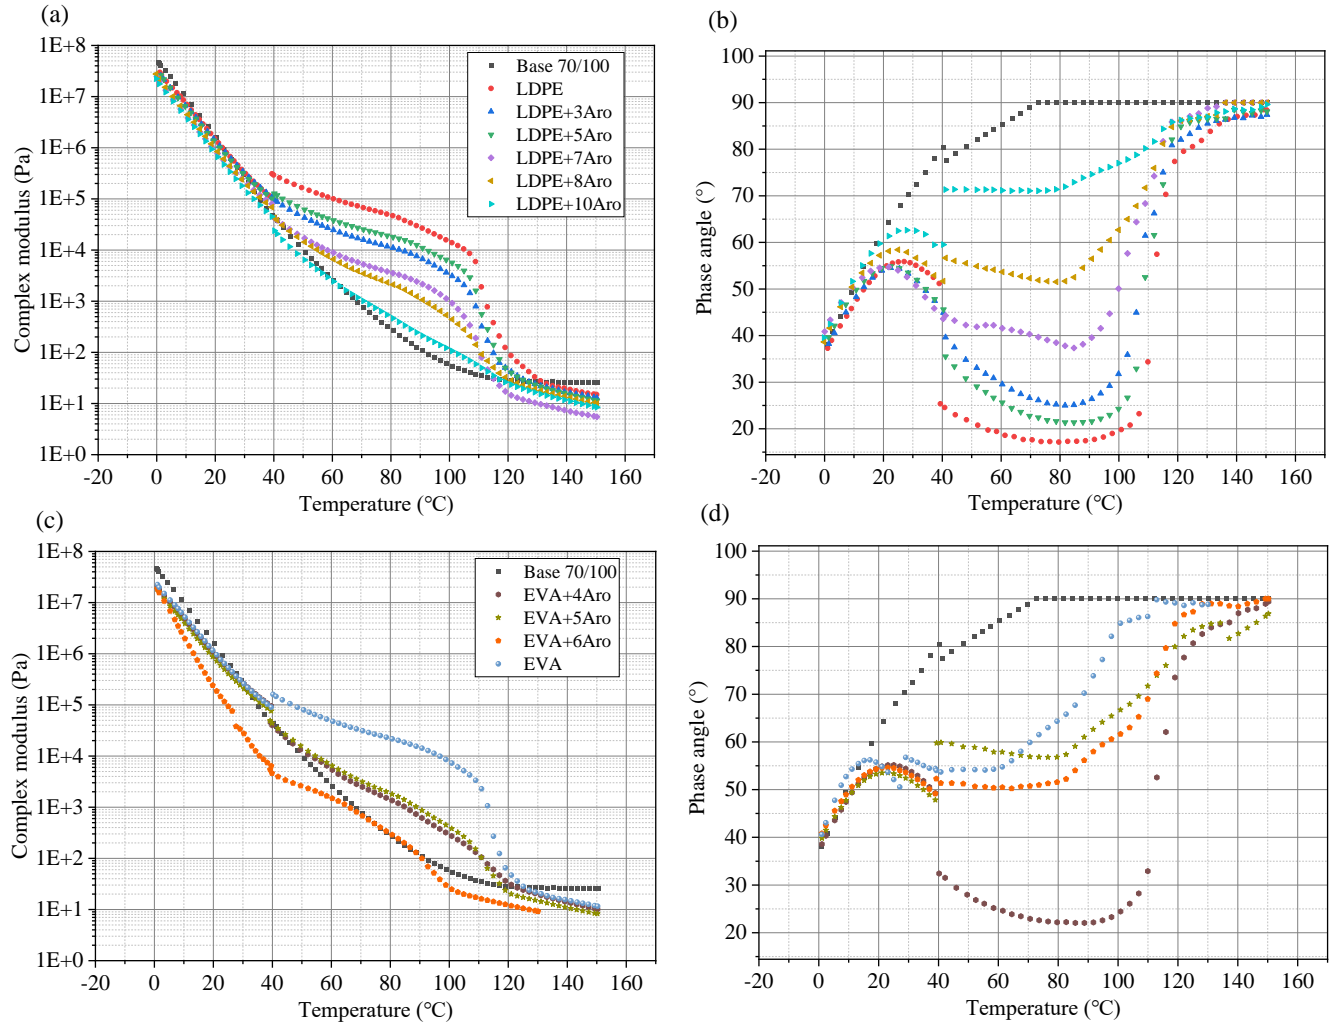 (a)
1E+8
1E+7
1E+6
1E+5
1E+4
1E+3
1E+2
1E+1
1E+0
Complex modulus (Pa)
Base 70/100
LDPE
LDPE+3Aro
LDPE+5Aro
LDPE+7Aro
LDPE+8Aro
LDPE+10Aro
-20 0 20 40 60 80 100 120 140 160
Temperature (℃)
(b)
100
90
80
70
60
50
40
30
20
Phase angle (°)
-20 0 20 40 60 80 100 120 140 160
Temperature (℃)
(c)
1E+8
1E+7
1E+6
1E+5
1E+4
1E+3
1E+2
1E+1
1E+0
Complex modulus (Pa)
Base 70/100
EVA+4Aro
EVA+5Aro
EVA+6Aro
EVA
-20 0 20 40 60 80 100 120 140 160
Temperature (℃)
(d)
100
90
80
70
60
50
40
30
20
Phase angle (°)
-20 0 20 40 60 80 100 120 140 160
Temperature (℃)